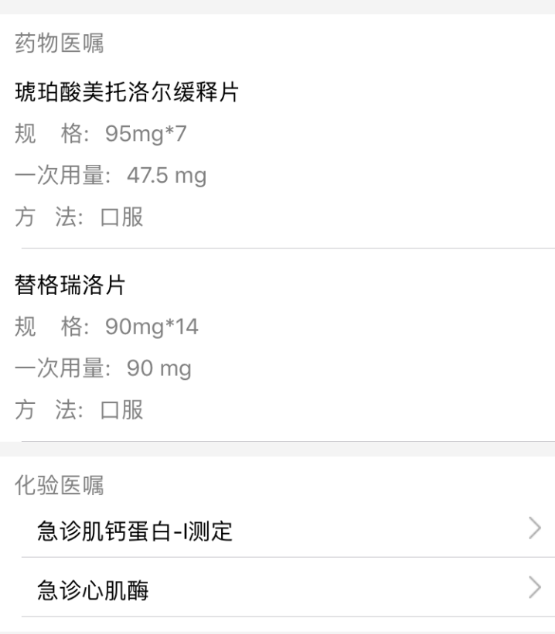 药物医嘱
琥珀酸美托洛尔缓释片
规 格: 95mg*7
一次用量: 47.5 mg
方 法: 口服
替格瑞洛片
规 格: 90mg*14
一次用量: 90 mg
方 法: 口服
化验医嘱
急诊肌钙蛋白-I测定
急诊心肌酶